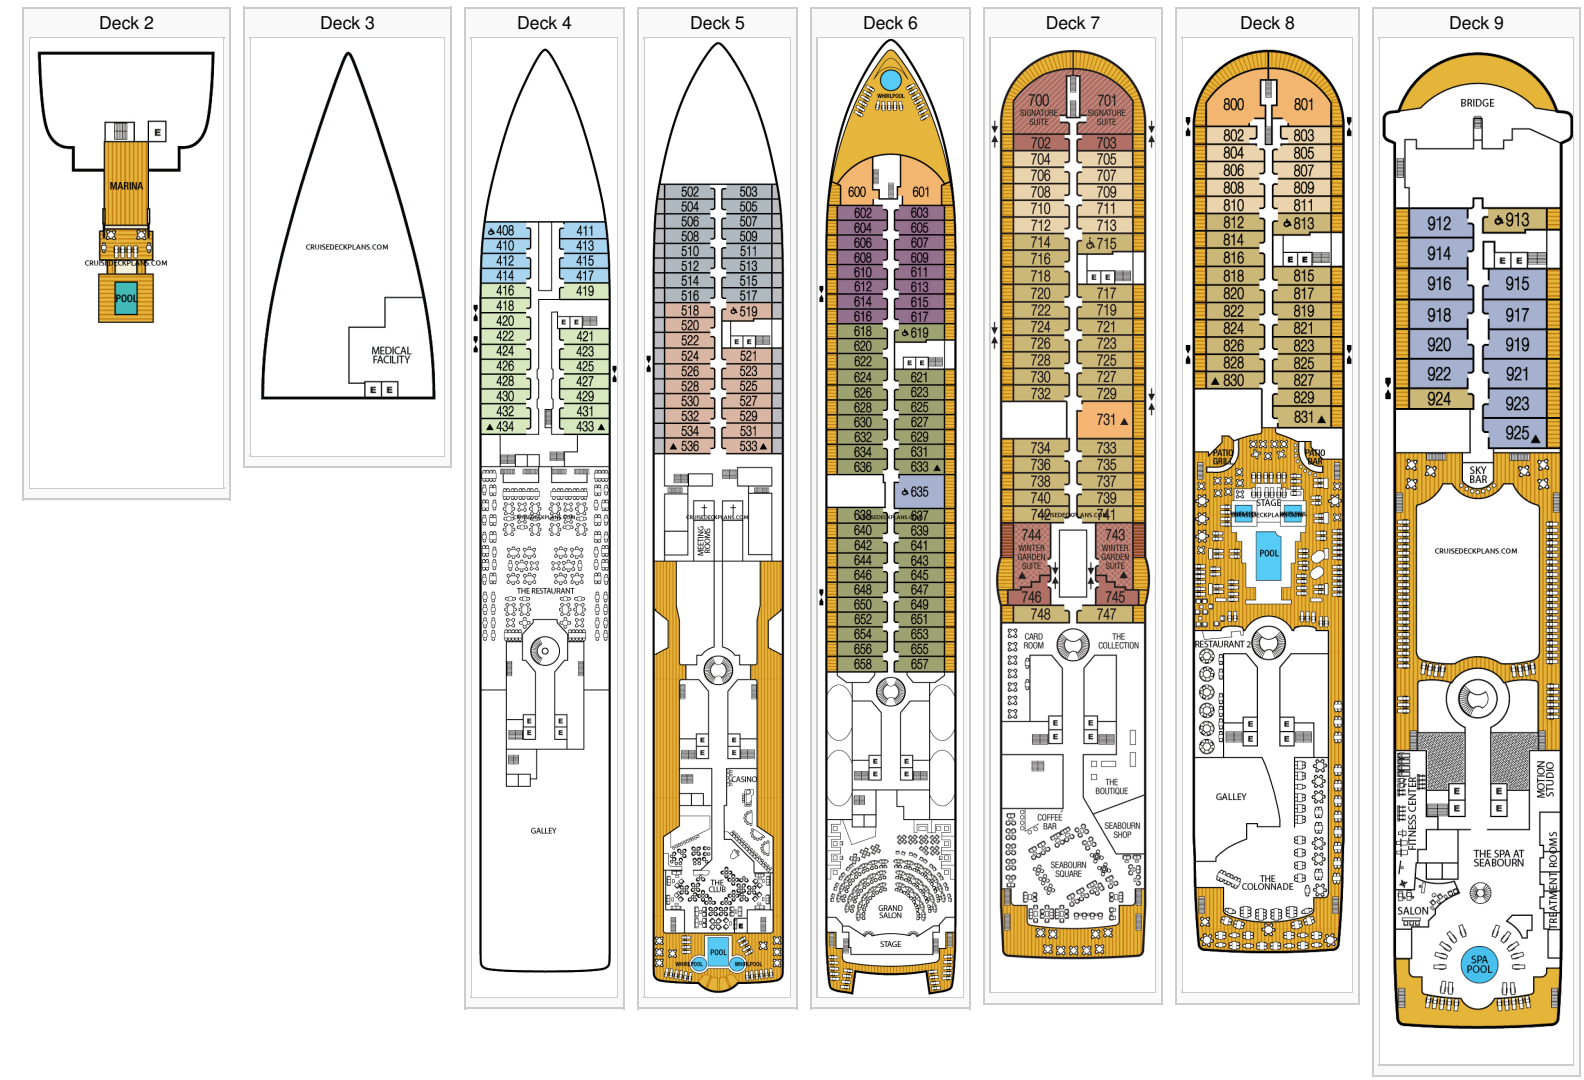 Deck 2
E
MARINA
CRUISEDECKPLANS.COM
POOL
Deck 3
CRUISEDECKPLANS.COM
MEDICAL
FACILITY
E E
Deck 4
408 411
410 413
412 415
414 417
416 419
418
420 E E
422 421
424 423
426 425
428 427
430 429
432 431
434 433
CRUISEDECKPLANS.COM
THE RESTAURANT
E E
E E
GALLEY
Deck 5
502 503
504 505
506 507
508 509
510 511
512 513
514 515
516 517
518 519
520
522 E E
524 521
526 523
528 525
530 527
532 529
534 531
536 533
CRUISEDECKPLANS.COM
MEETING
ROOMS
E E
E E
CASINO
THE
CLUB
E
POOL
WHIRLPOOL WHIRLPOOL
Deck 6
WHIRLPOOL
600 601
602 603
604 605
606 607
608 609
610 611
612 613
614 615
616 617
618 619
620
622 E E
624 621
626 623
628 625
630 627
632 629
634 631
636 633
635
638 CRUISEDECKPLANS.COM 637
640 639
642 641
644 643
646 645
648 647
650 649
652 651
654 653
656 655
658 657
E E
E E
GRAND
SALON
STAGE
Deck 7
700 701
SIGNATURE SUITE SIGNATURE SUITE
702 703
704 705
706 707
708 709
710 711
712 713
714 715
716
718 E E
720 717
722 719
724 721
726 723
728 725
730 727
732 729
731
734 733
736 735
738 737
740 739
742 CRUISEDECKPLANS.COM 741
744 743
WINTER GARDEN SUITE WINTER GARDEN SUITE
746 745
748 747
CARD
ROOM
THE
COLLECTION
E E
E E
THE
BOUTIQUE
COFFEE
BAR
SEABOURN
SHOP
SEABOURN
SQUARE
Deck 8
800 801
802 803
804 805
806 807
808 809
810 811
812 813
814
816 E E
818 815
820 817
822 819
824 821
826 823
828 825
830 827
829
831
PATIO
GRILL
PATIO
BAR
STAGE
POOL
RESTAURANT 2
E E
E E
GALLEY
THE
COLONNADE
Deck 9
BRIDGE
912 913
914
E E
916 915
918 917
920 919
922 921
924 923
925
SKY
BAR
CRUISEDECKPLANS.COM
FITNESS CENTER
MOTION
STUDIO
E E
E E
THE SPA AT
SEABOURN
TREATMENT ROOMS
SALON
SPA
POOL